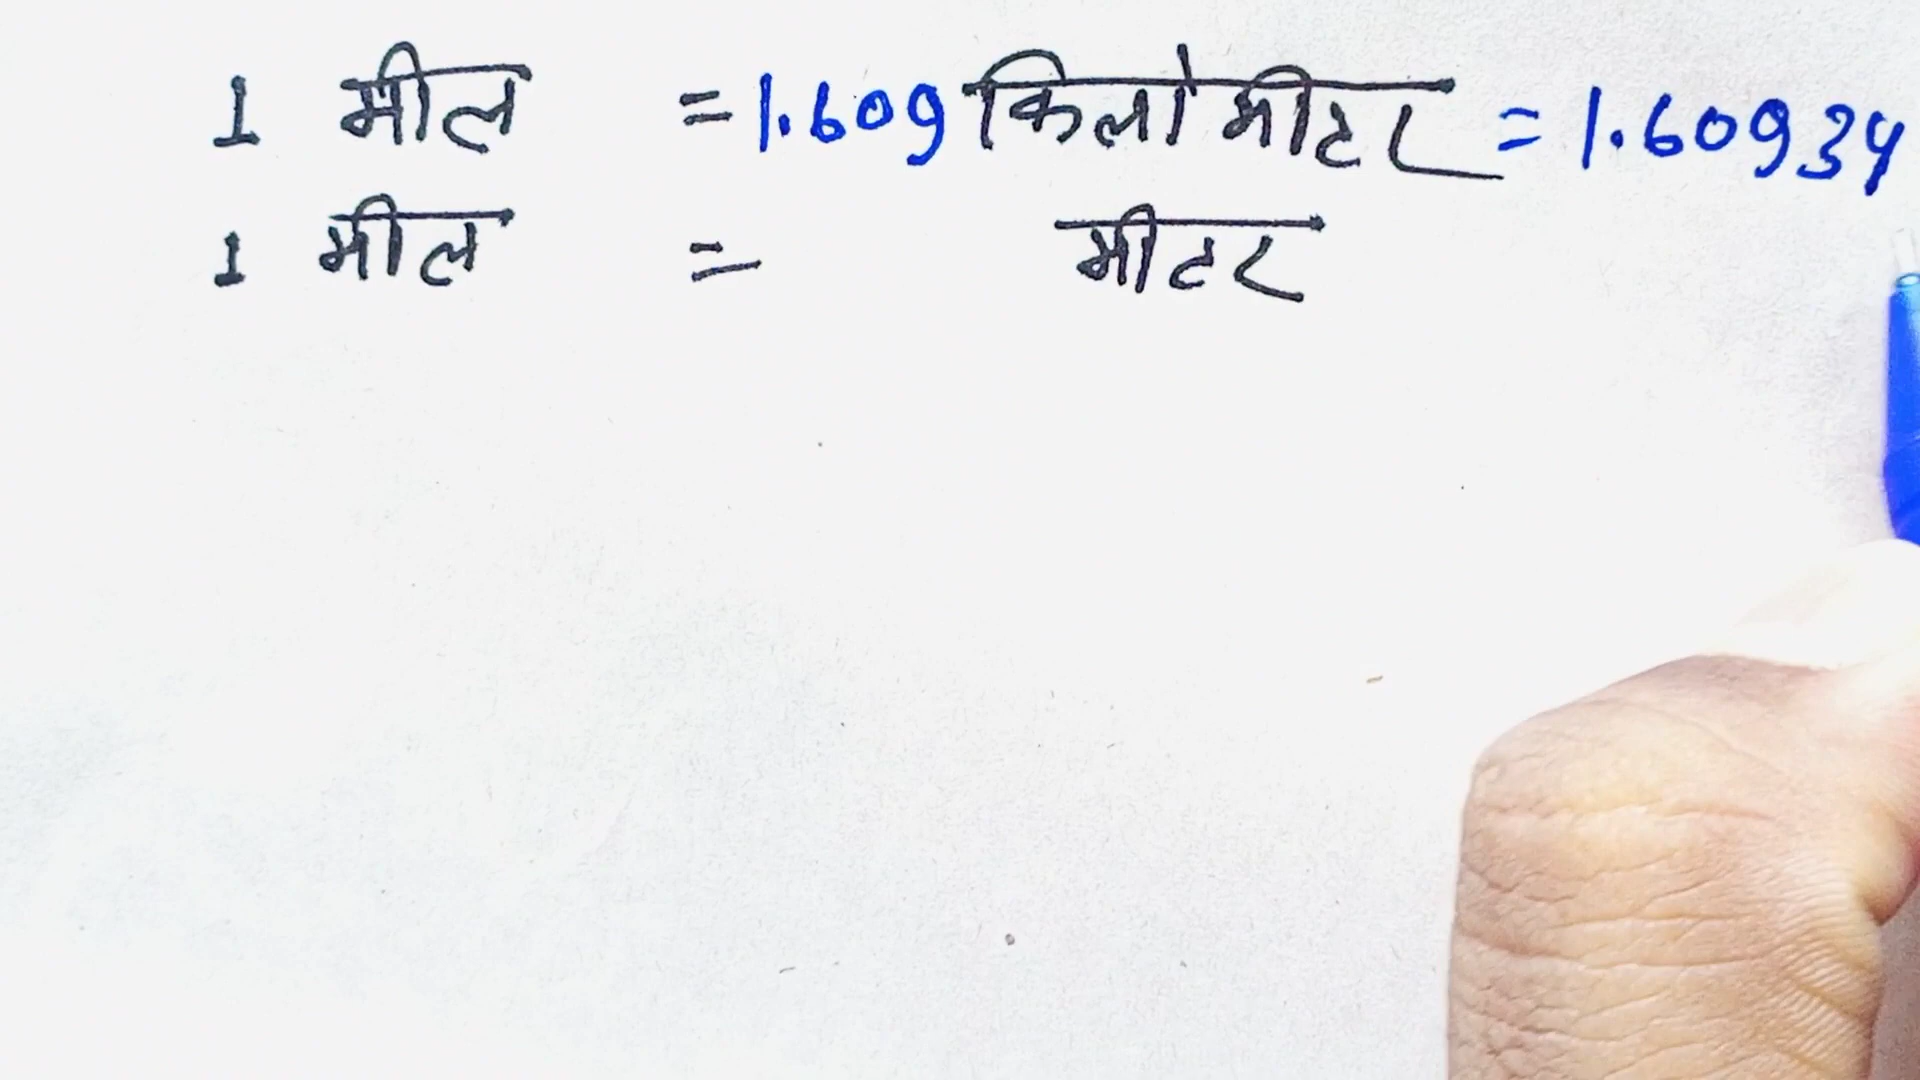 1 मील = 1.609 किलो मीटर = 1.60934
1 मील = मीटर